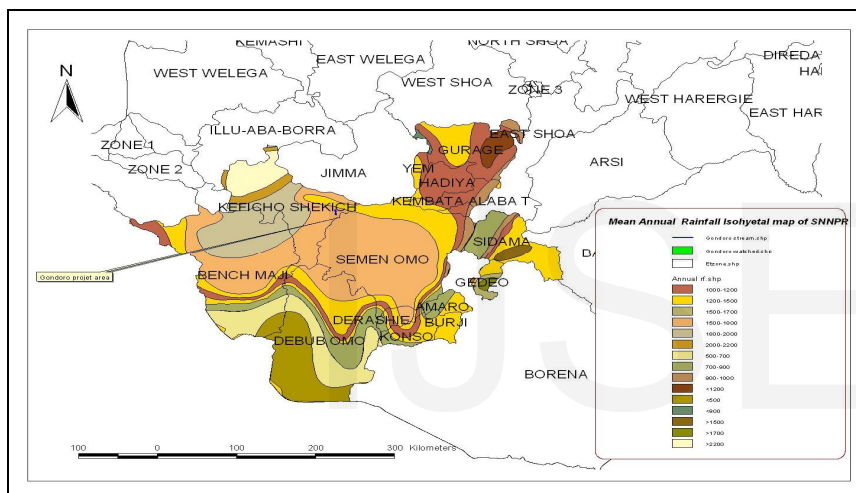 KEMASHI
EAST WELEGA
NORTH SHOA
DIREDA
HA
WEST WELEGA
WEST SHOA
ZONE 3
WEST HARERGIE
EAST HAR
N
ILLU-ABA-BORRA
EAST SHOA
ZONE 1
GURAGE
ARSI
ZONE 2
JIMMA
YEM
HADIYA
KEFICHO SHEKICH
KEMBATA ALABA T
SIDAMA
BA
SEMEN OMO
Gondoro projet area
BENCH MAJI
GEDEO
AMARO
DERASHIE
BURJI
KONSO
DEBUB OMO
BORENA
100 0 100 200 300 Kilometers
Mean Annual Rainfall Isohyetal map of SNNPR
Gondoro stream.shp
Gondoro watshed.shp
Etzone.shp
Annual rf.shp
1000-1200
1200-1500
1500-1700
1500-1800
1800-2000
2000-2200
500-700
700-900
900-1000
<1200
<500
<900
>1500
>1700
>2200
IJSE